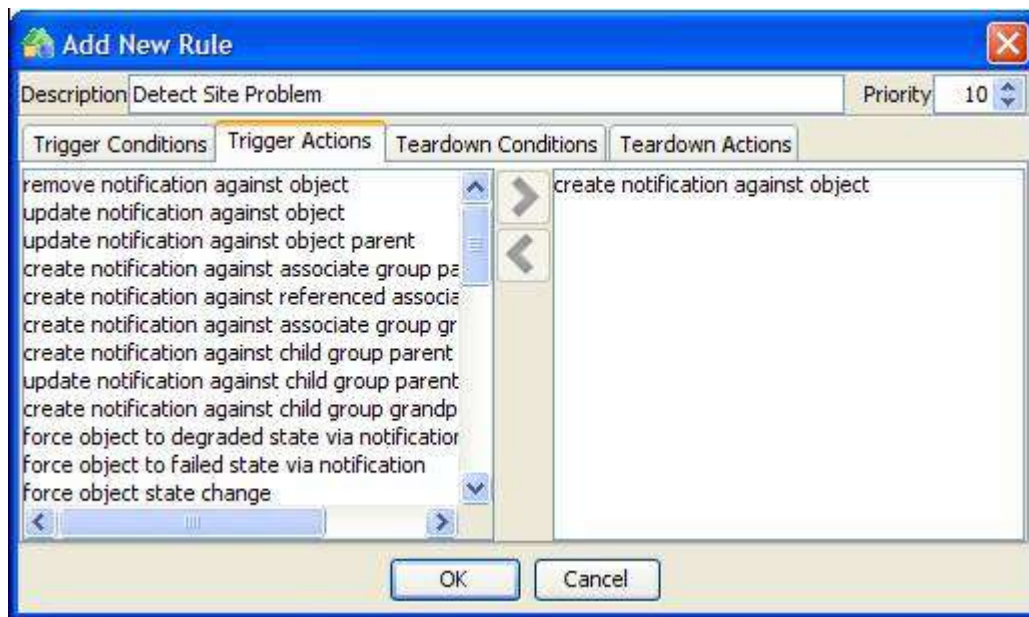 Add New Rule
Description Detect Site Problem Priority 10
Trigger Conditions Trigger Actions Teardown Conditions Teardown Actions
remove notification against object
update notification against object
update notification against object parent
create notification against associate group pa
create notification against referenced associa
create notification against associate group gr
create notification against child group parent
update notification against child group parent
create notification against child group grandp
force object to degraded state via notification
force object to failed state via notification
force object state change
create notification against object
OK Cancel